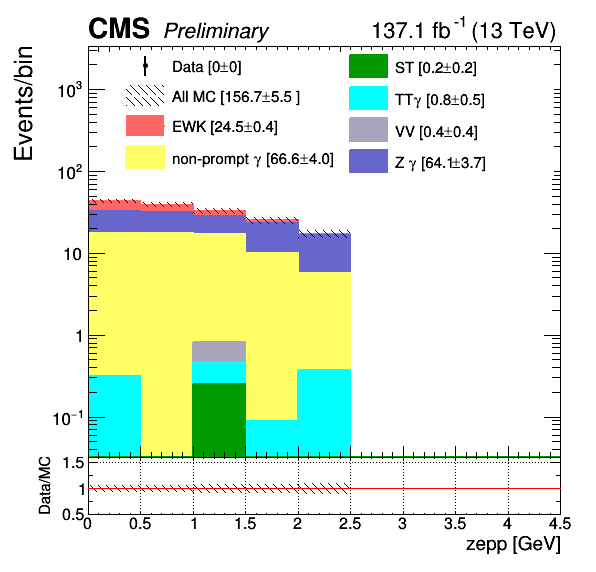 CMS Preliminary 137.1 fb⁻¹ (13 TeV)
Events/bin
Data [0±0]
All MC [156.7±5.5 ]
EWK [24.5±0.4]
non-prompt γ [66.6±4.0]
ST [0.2±0.2]
TTγ [0.8±0.5]
VV [0.4±0.4]
Z γ [64.1±3.7]
10³
10²
10
1
10⁻¹
Data/MC
1.5
1
0.5
0 0.5 1 1.5 2 2.5 3 3.5 4 4.5
zepp [GeV]